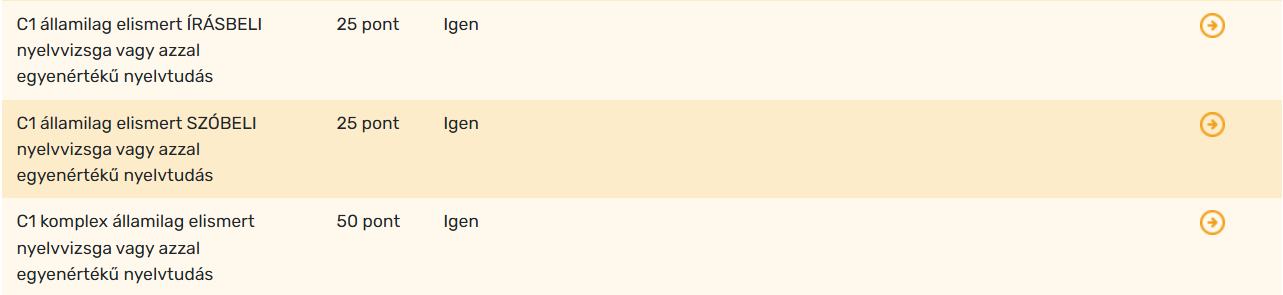 C1 államilag elismert ÍRÁSBELI 25 pont Igen
nyelvvizsga vagy azzal
egyenértékű nyelvtudás
C1 államilag elismert SZÓBELI 25 pont Igen
nyelvvizsga vagy azzal
egyenértékű nyelvtudás
C1 komplex államilag elismert 50 pont Igen
nyelvvizsga vagy azzal
egyenértékű nyelvtudás